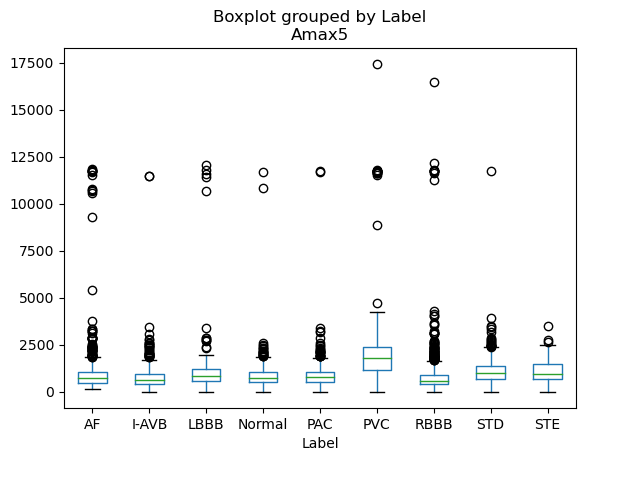 Boxplot grouped by Label
Amax5
17500
15000
12500
10000
7500
5000
2500
0
AF I-AVB LBBB Normal PAC PVC RBBB STD STE
Label